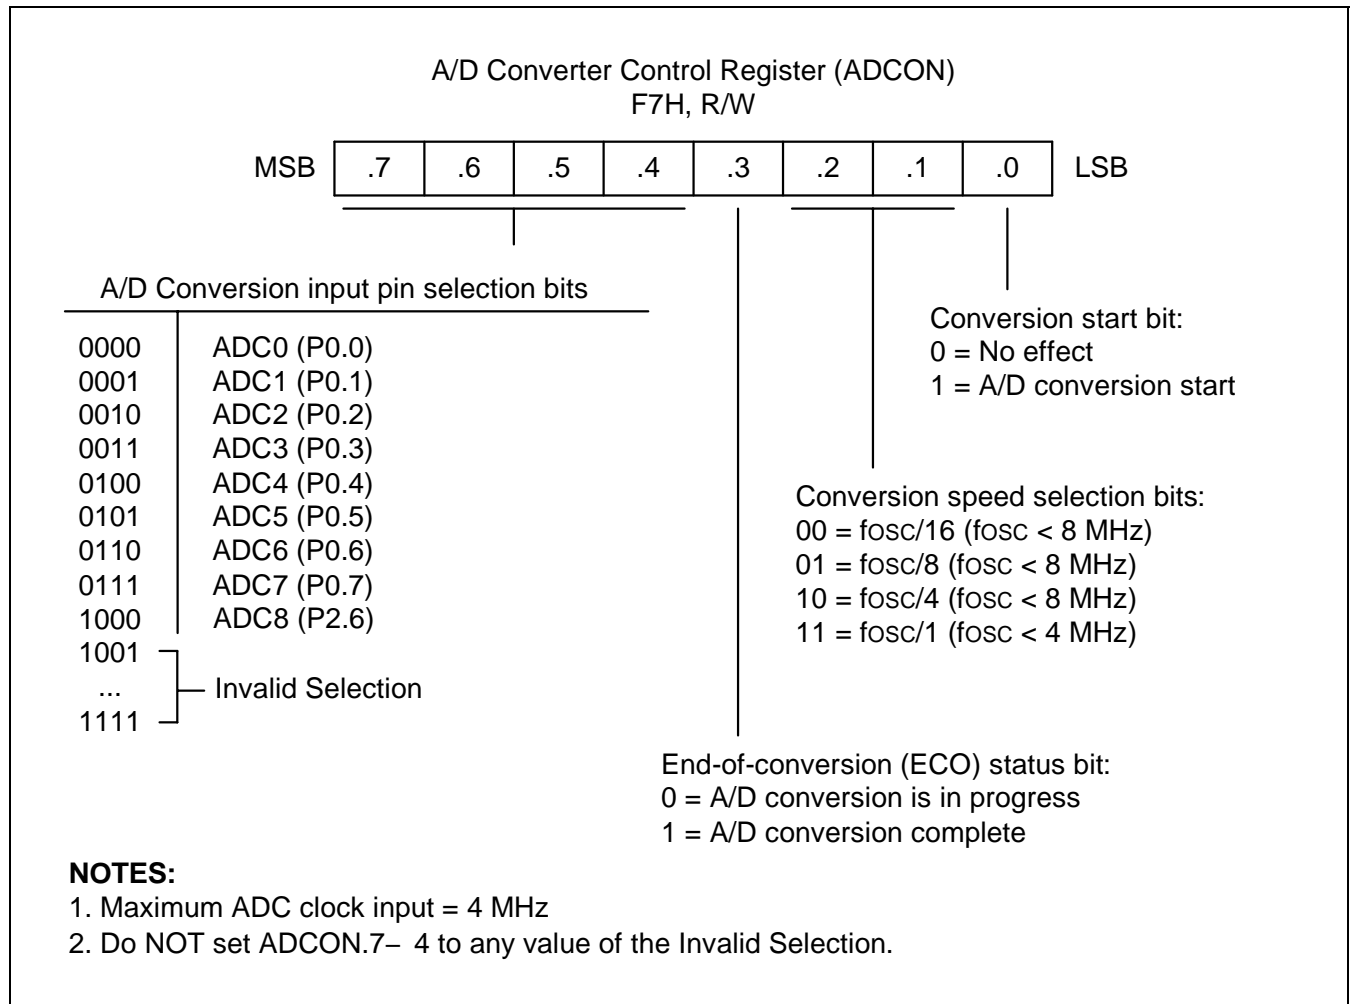 A/D Converter Control Register (ADCON)
F7H, R/W
MSB .7 .6 .5 .4 .3 .2 .1 .0 LSB
A/D Conversion input pin selection bits
0000 ADC0 (P0.0)
0001 ADC1 (P0.1)
0010 ADC2 (P0.2)
0011 ADC3 (P0.3)
0100 ADC4 (P0.4)
0101 ADC5 (P0.5)
0110 ADC6 (P0.6)
0111 ADC7 (P0.7)
1000 ADC8 (P2.6)
1001
... Invalid Selection
1111
Conversion start bit:
0 = No effect
1 = A/D conversion start
Conversion speed selection bits:
00 = fOSC/16 (fOSC < 8 MHz)
01 = fOSC/8 (fOSC < 8 MHz)
10 = fOSC/4 (fOSC < 8 MHz)
11 = fOSC/1 (fOSC < 4 MHz)
End-of-conversion (ECO) status bit:
0 = A/D conversion is in progress
1 = A/D conversion complete
NOTES:
1. Maximum ADC clock input = 4 MHz
2. Do NOT set ADCON.7– 4 to any value of the Invalid Selection.